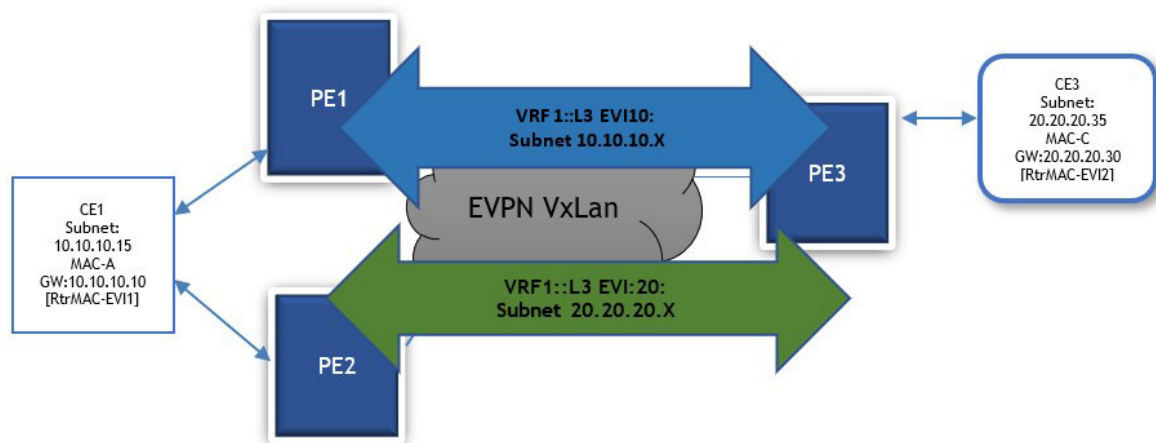 PE1
VRF1::L3 EVI10:
Subnet 10.10.10.X
PE3
CE3
Subnet:
20.20.20.35
MAC-C
GW:20.20.20.30
[RtrMAC-EVI2]
EVPN VxLan
CE1
Subnet:
10.10.10.15
MAC-A
GW:10.10.10.10
[RtrMAC-EVI1]
VRF1::L3 EVI:20:
Subnet 20.20.20.X
PE2